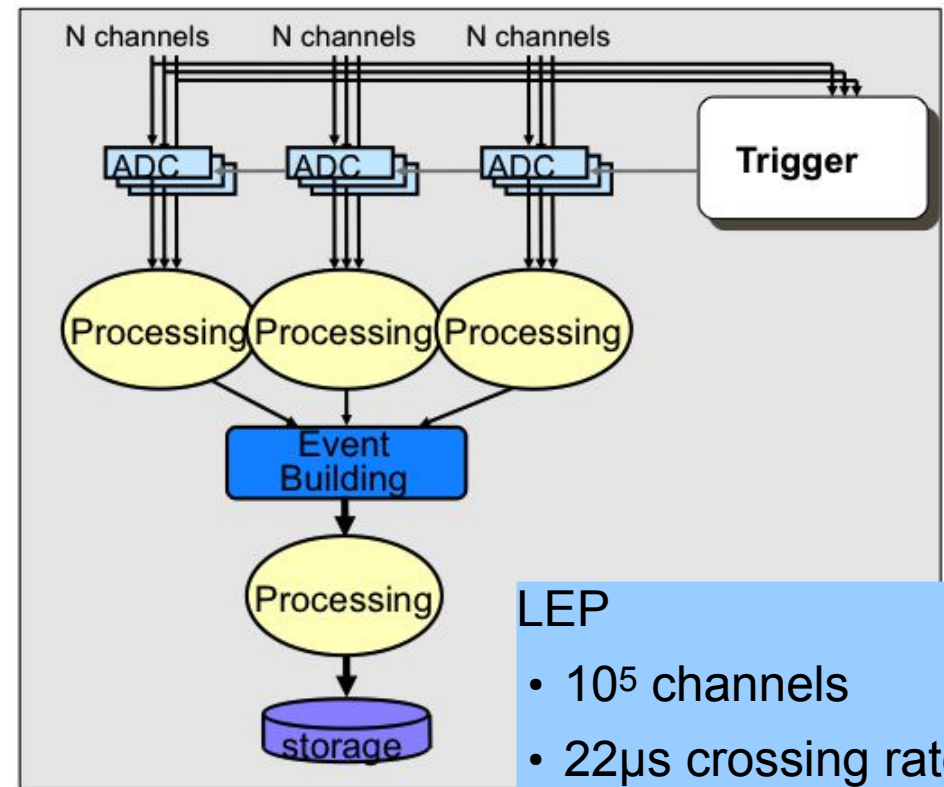 N channels N channels N channels
ADC ADC ADC
Trigger
Processing Processing Processing
Event
Building
Processing
storage
LEP
• 10⁵ channels
• 22μs crossing rate